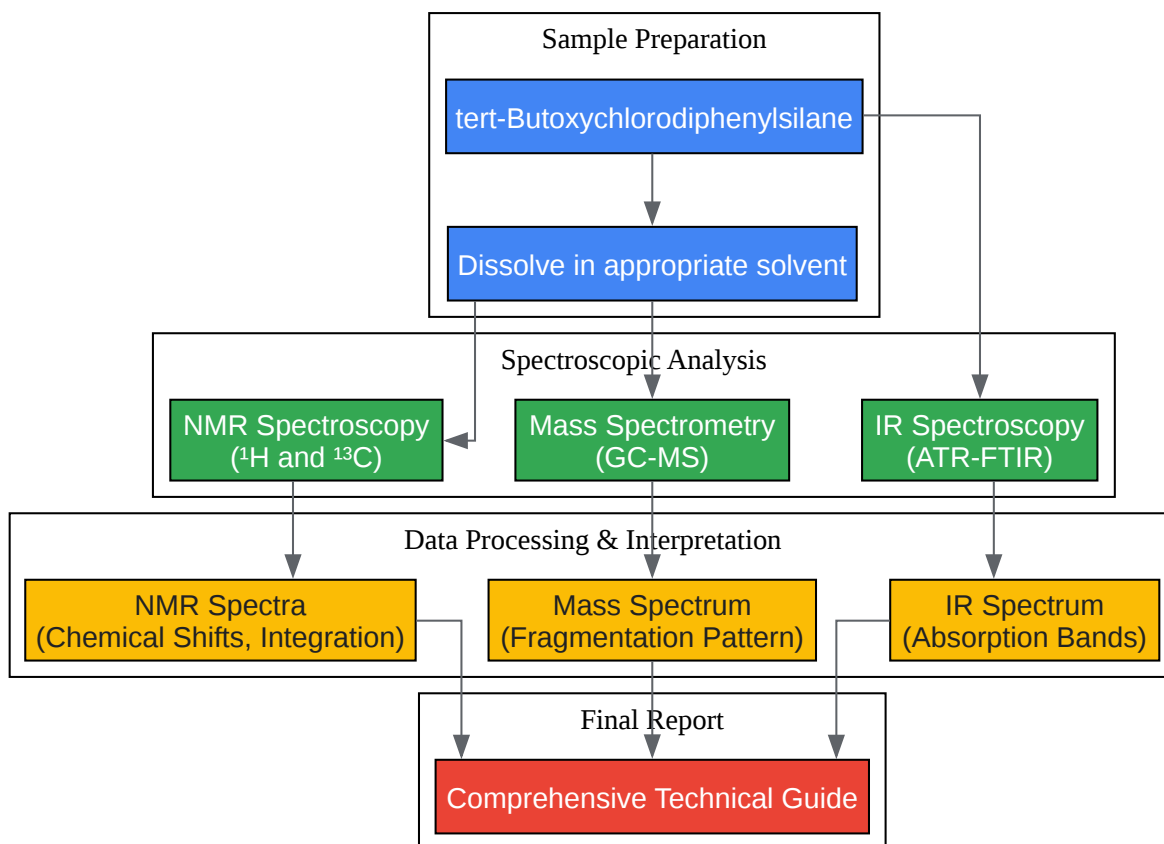 Sample Preparation
tert-Butoxychlorodiphenylsilane
Dissolve in appropriate solvent
Spectroscopic Analysis
NMR Spectroscopy
(¹H and ¹³C)
Mass Spectrometry
(GC-MS)
IR Spectroscopy
(ATR-FTIR)
Data Processing & Interpretation
NMR Spectra
(Chemical Shifts, Integration)
Mass Spectrum
(Fragmentation Pattern)
IR Spectrum
(Absorption Bands)
Final Report
Comprehensive Technical Guide